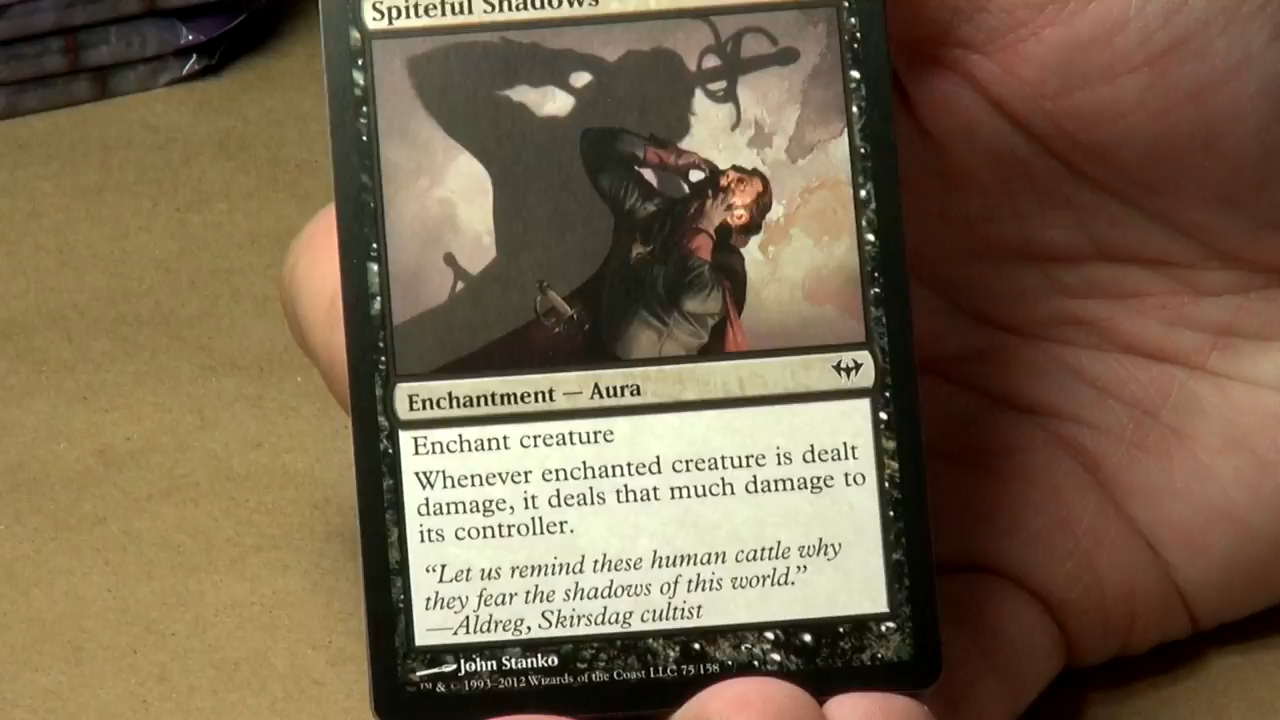 Spiteful Shadows
Enchantment — Aura
Enchant creature
Whenever enchanted creature is dealt
damage, it deals that much damage to
its controller.
“Let us remind these human cattle why
they fear the shadows of this world.”
—Aldreg, Skirsdag cultist
John Stanko
™ & © 1993–2012 Wizards of the Coast LLC 75/158